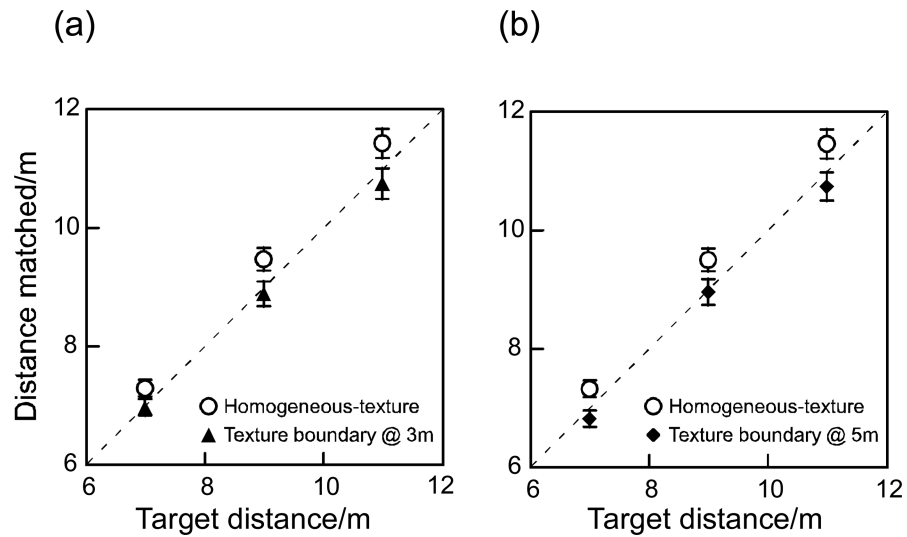 (a)
12
10
8
6
Distance matched/m
Homogeneous-texture
Texture boundary @ 3m
6 8 10 12
Target distance/m
(b)
12
10
8
6
Homogeneous-texture
Texture boundary @ 5m
6 8 10 12
Target distance/m